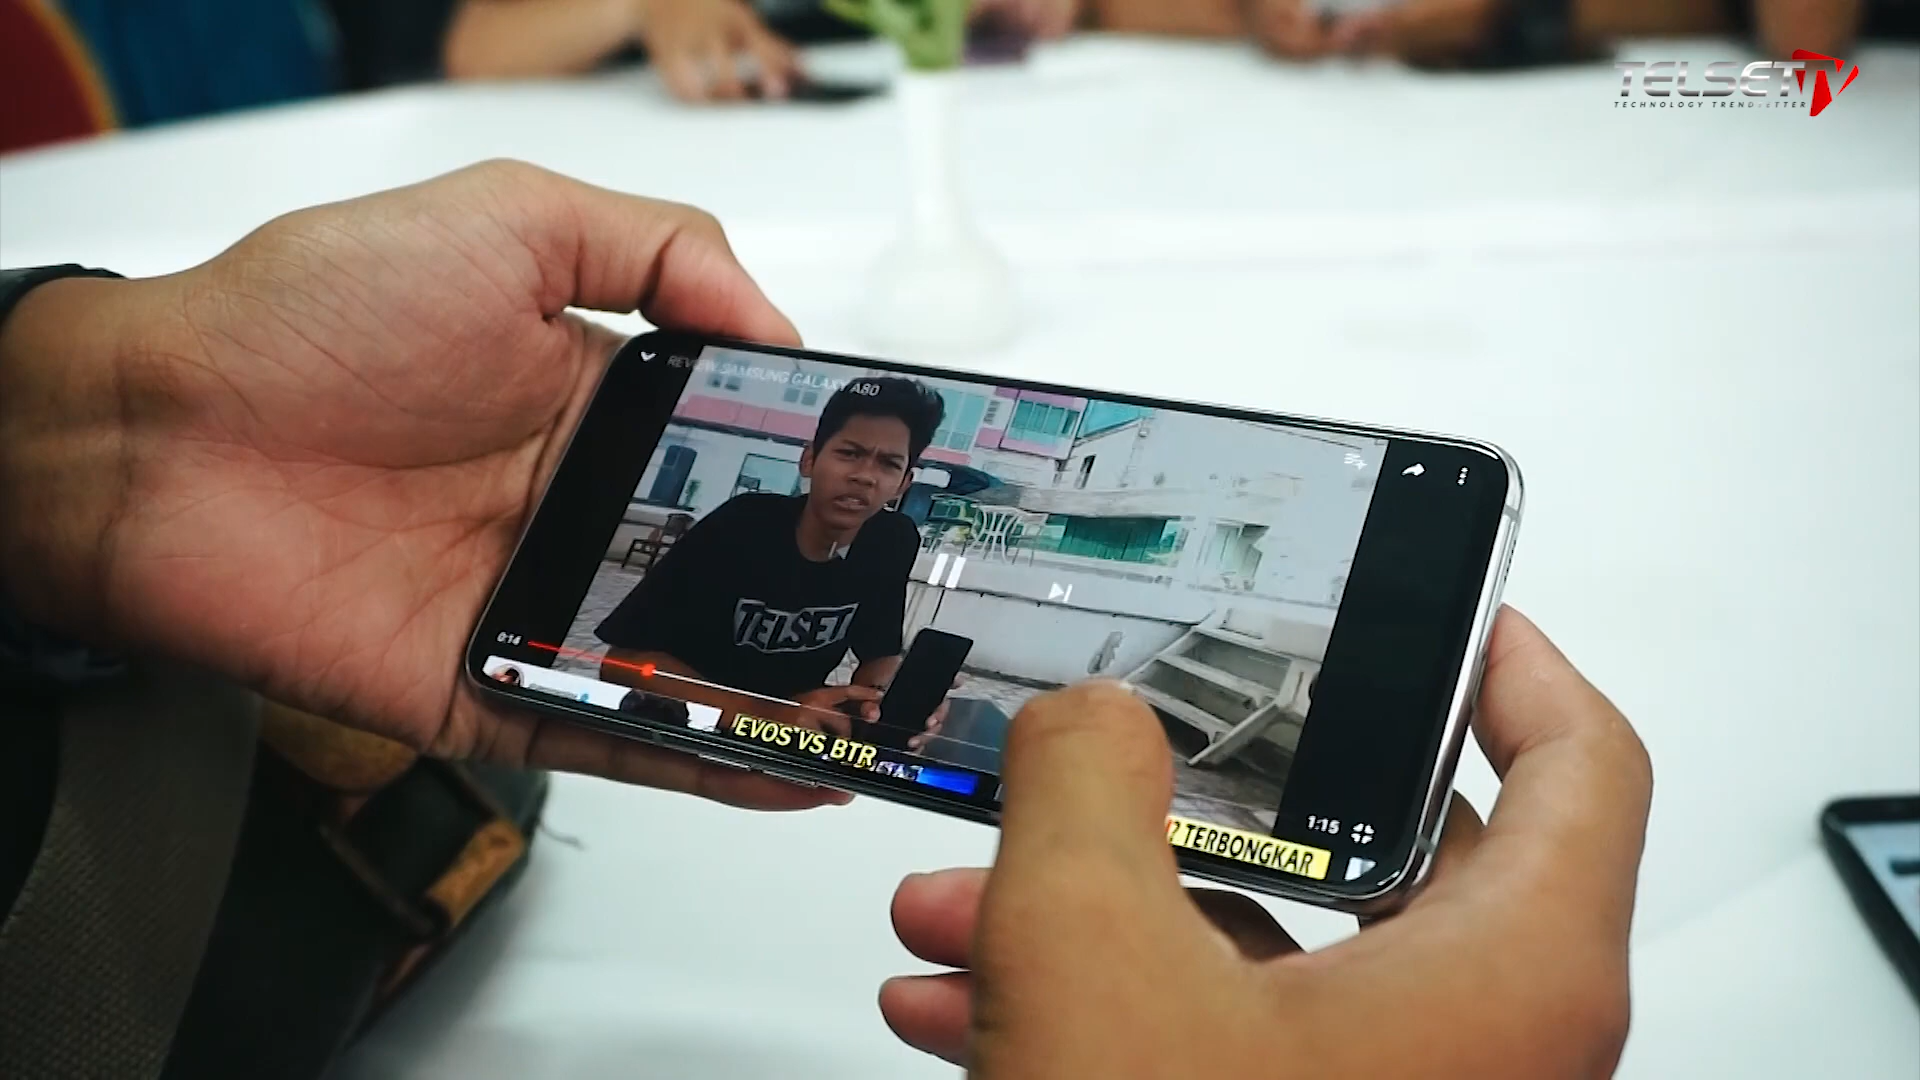 TELSET TV
TECHNOLOGY TRENDSETTER
REVIEW SAMSUNG GALAXY A80
TELSET
0:14
1:15
EVOS VS BTR
!? TERBONGKAR